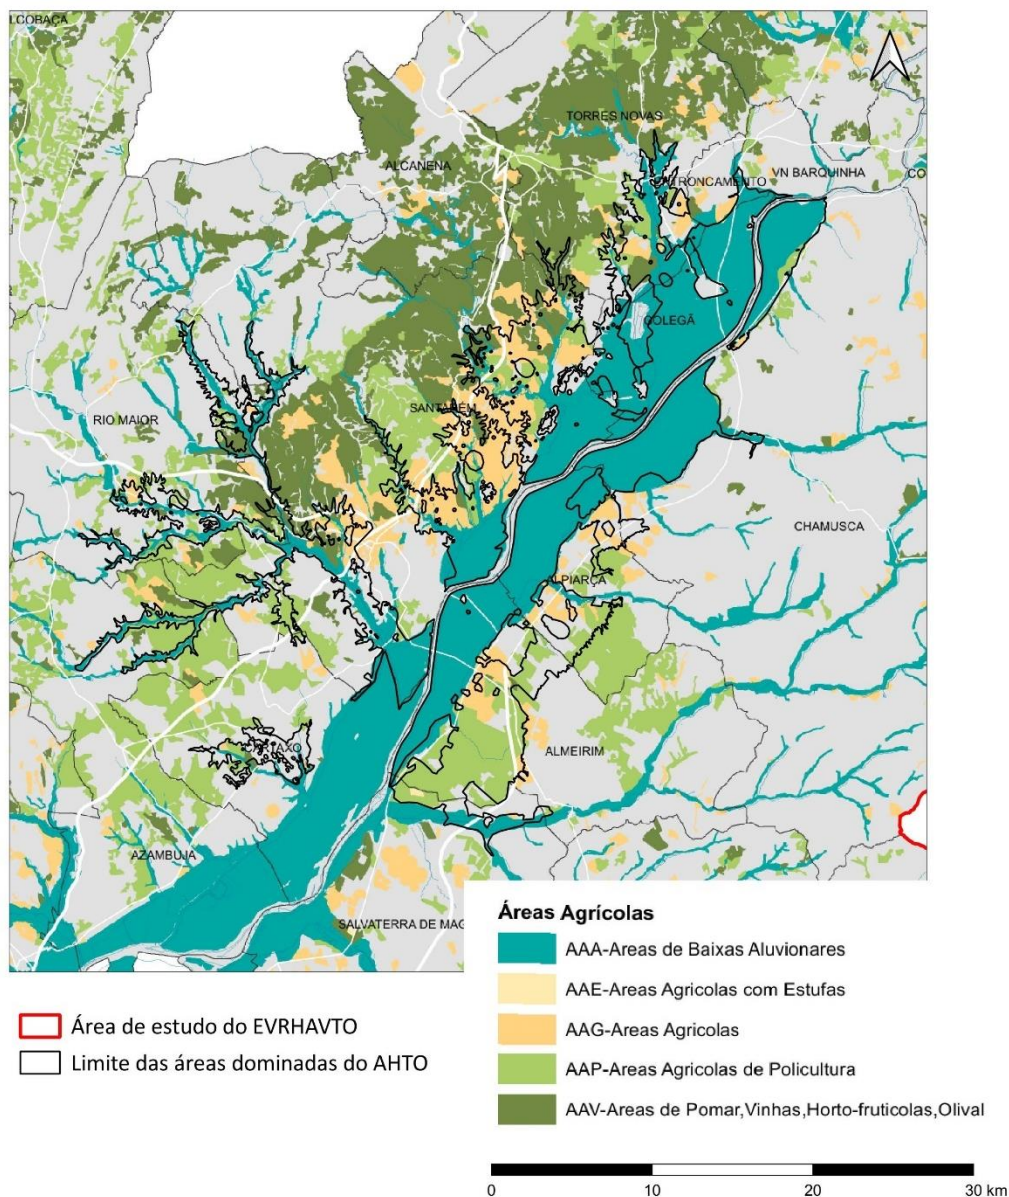 LCOBAÇA
TORRES NOVAS
ALCANENA
VN BARQUINHA
TRONCAMENTO
CO
GOLEGÃ
SANTARÉM
RIO MAIOR
CHAMUSCA
ALPIARÇA
CARTAXO
ALMEIRIM
AZAMBUJA
SALVATERRA DE MAG
Áreas Agrícolas
AAA-Areas de Baixas Aluvionares
AAE-Areas Agricolas com Estufas
AAG-Areas Agricolas
AAP-Areas Agricolas de Policultura
AAV-Areas de Pomar,Vinhas,Horto-fruticolas,Olival
Área de estudo do EVRHAVTO
Limite das áreas dominadas do AHTO
0 10 20 30 km